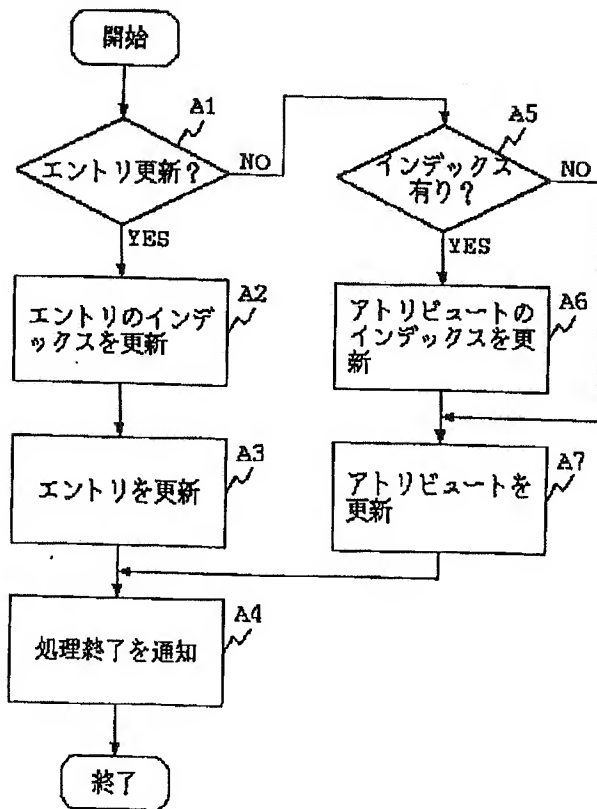 開始
A1
エントリ更新?
NO
YES
A2
エントリのインデ
ックスを更新
A3
エントリを更新
A4
処理終了を通知
終了
A5
インデックス
有り?
NO
YES
A6
アトリビュートの
インデックスを更
新
A7
アトリビュートを
更新